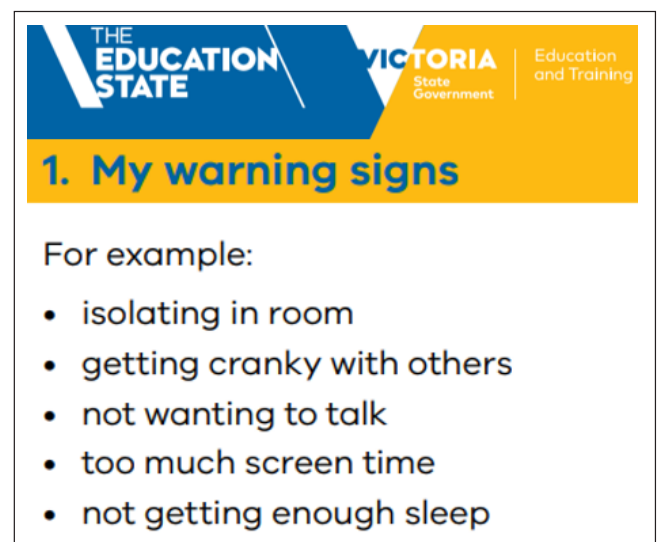 THE
EDUCATION
STATE
VICTORIA
State
Government
Education
and Training
1. My warning signs
For example:
• isolating in room
• getting cranky with others
• not wanting to talk
• too much screen time
• not getting enough sleep